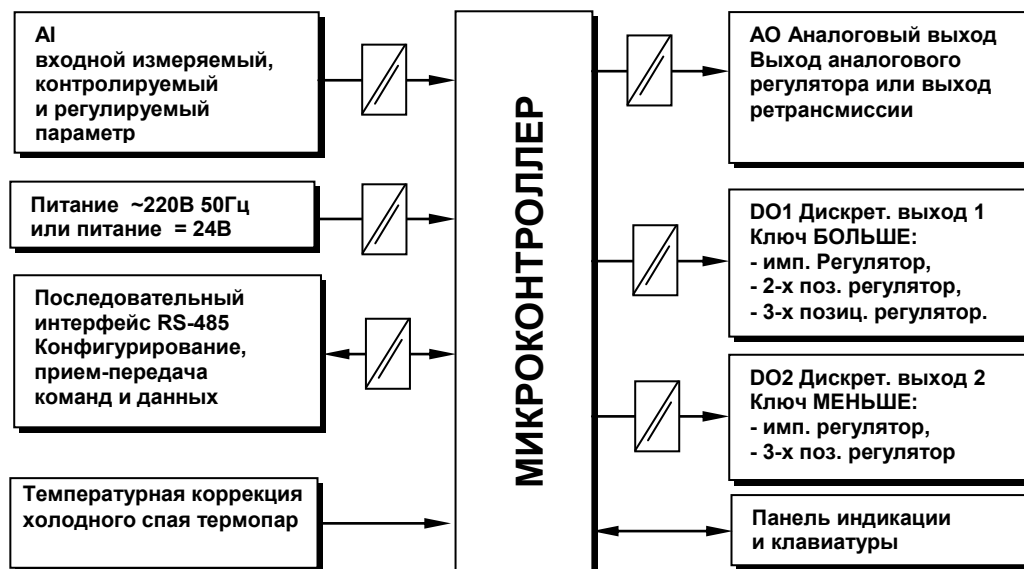 AI
входной измеряемый,
контролируемый
и регулируемый
параметр
Питание ~220В 50Гц
или питание = 24В
Последовательный
интерфейс RS-485
Конфигурирование,
прием-передача
команд и данных
Температурная коррекция
холодного спая термопар
МИКРОКОНТРОЛЛЕР
АО Аналоговый выход
Выход аналогового
регулятора или выход
ретрансмиссии
DO1 Дискрет. выход 1
Ключ БОЛЬШЕ:
- имп. Регулятор,
- 2-х поз. регулятор,
- 3-х позиц. регулятор.
DO2 Дискрет. выход 2
Ключ МЕНЬШЕ:
- имп. регулятор,
- 3-х поз. регулятор
Панель индикации
и клавиатуры